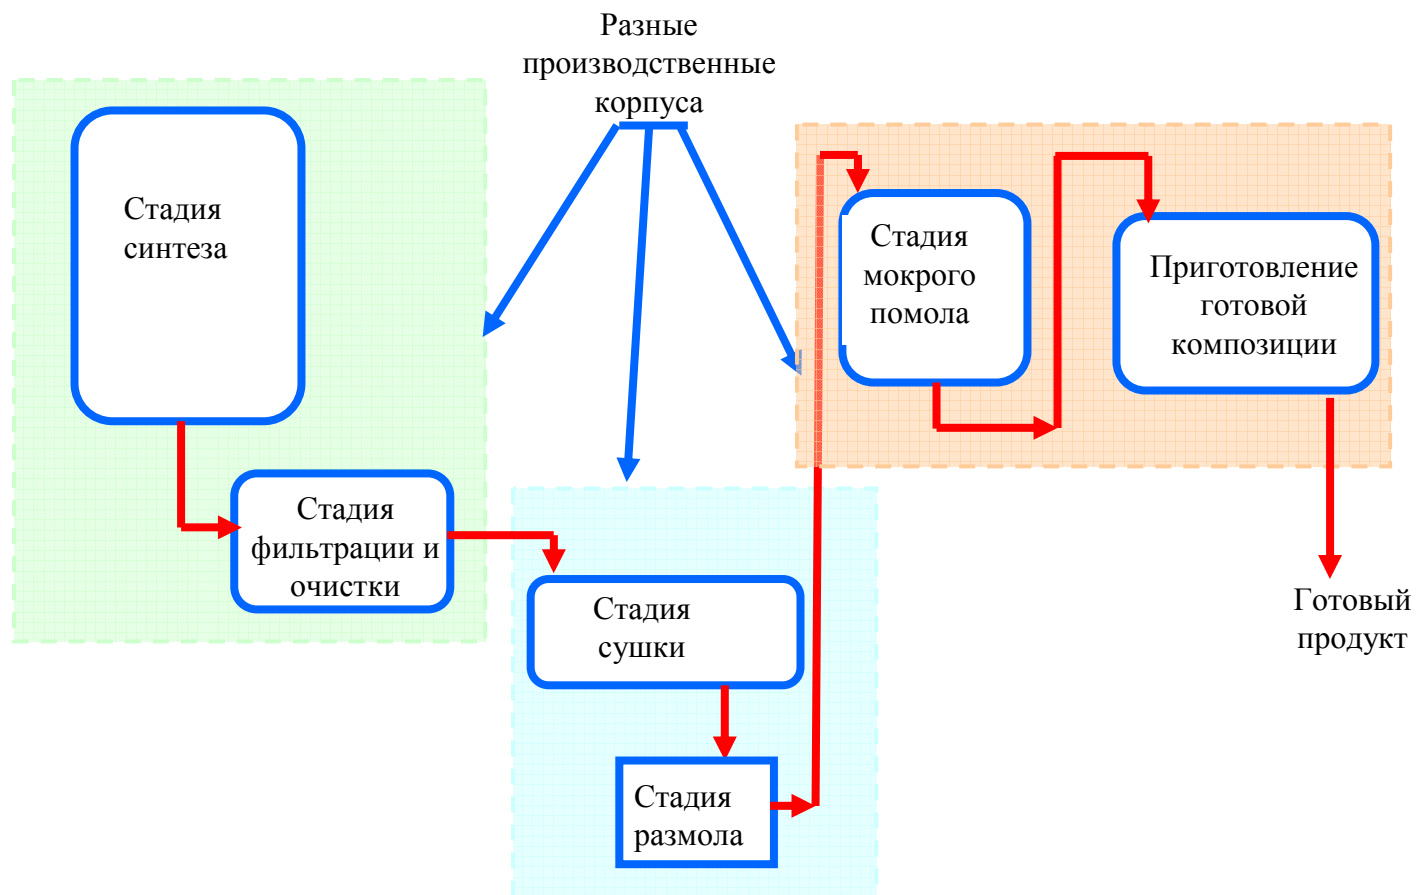 Разные
производственные
корпуса
Стадия
синтеза
Стадия
фильтрации и
очистки
Стадия
сушки
Стадия
размола
Стадия
мокрого
помола
Приготовление
готовой
композиции
Готовый
продукт